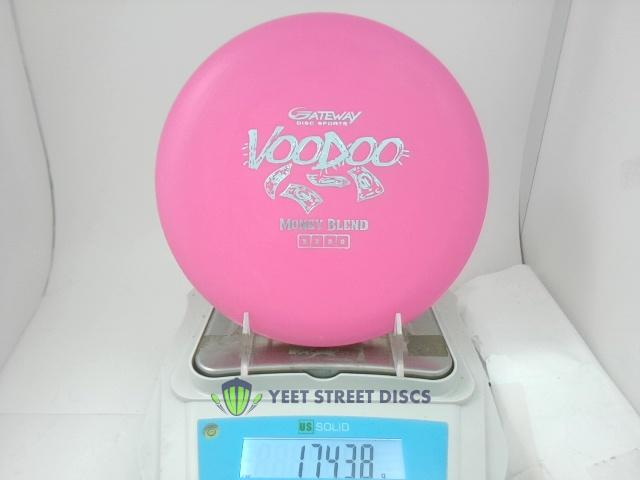 GATEWAY
DISC SPORTS
VOODOO
MONEY BLEND
YEET STREET DISCS
US SOLID
174.38 g